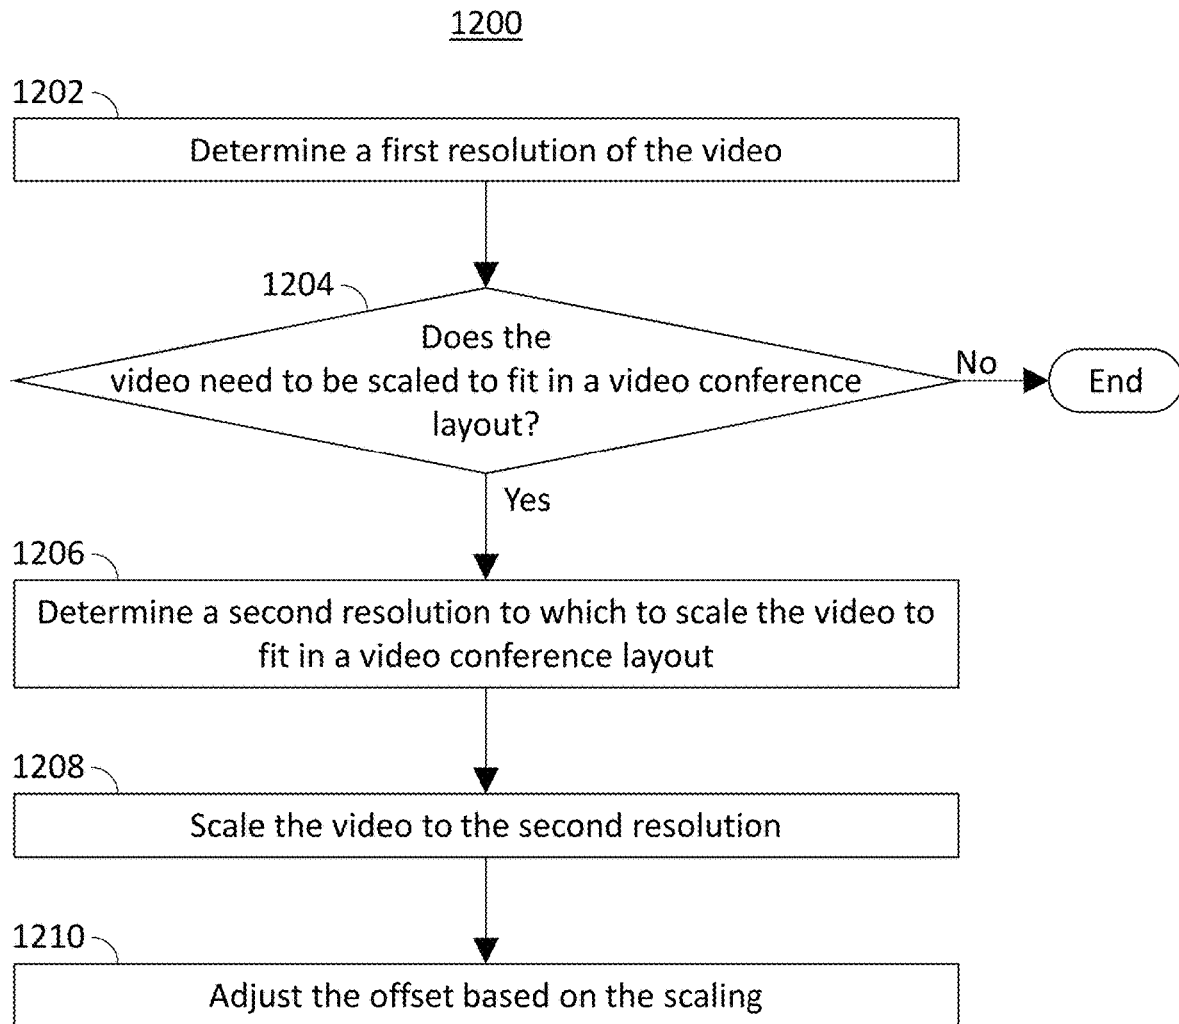 1200
1202
Determine a first resolution of the video
1204
Does the
video need to be scaled to fit in a video conference
layout?
No
End
Yes
1206
Determine a second resolution to which to scale the video to
fit in a video conference layout
1208
Scale the video to the second resolution
1210
Adjust the offset based on the scaling